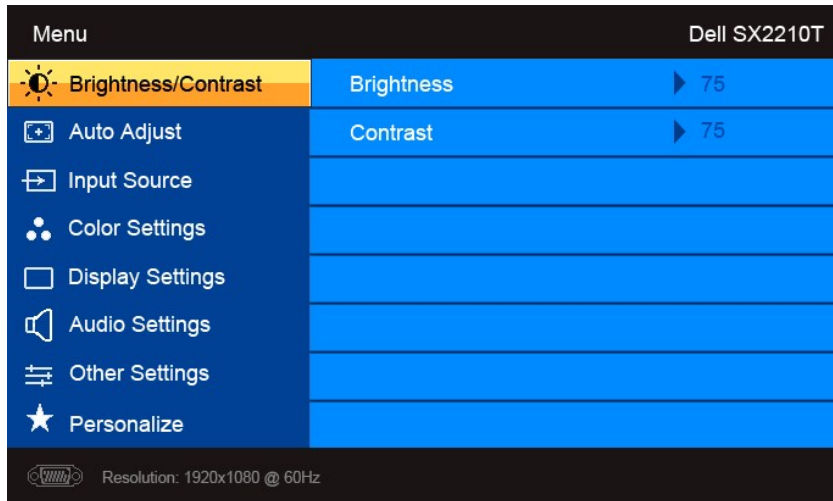 Menu Dell SX2210T
Brightness/Contrast Brightness 75
Auto Adjust Contrast 75
Input Source
Color Settings
Display Settings
Audio Settings
Other Settings
Personalize
Resolution: 1920x1080 @ 60Hz